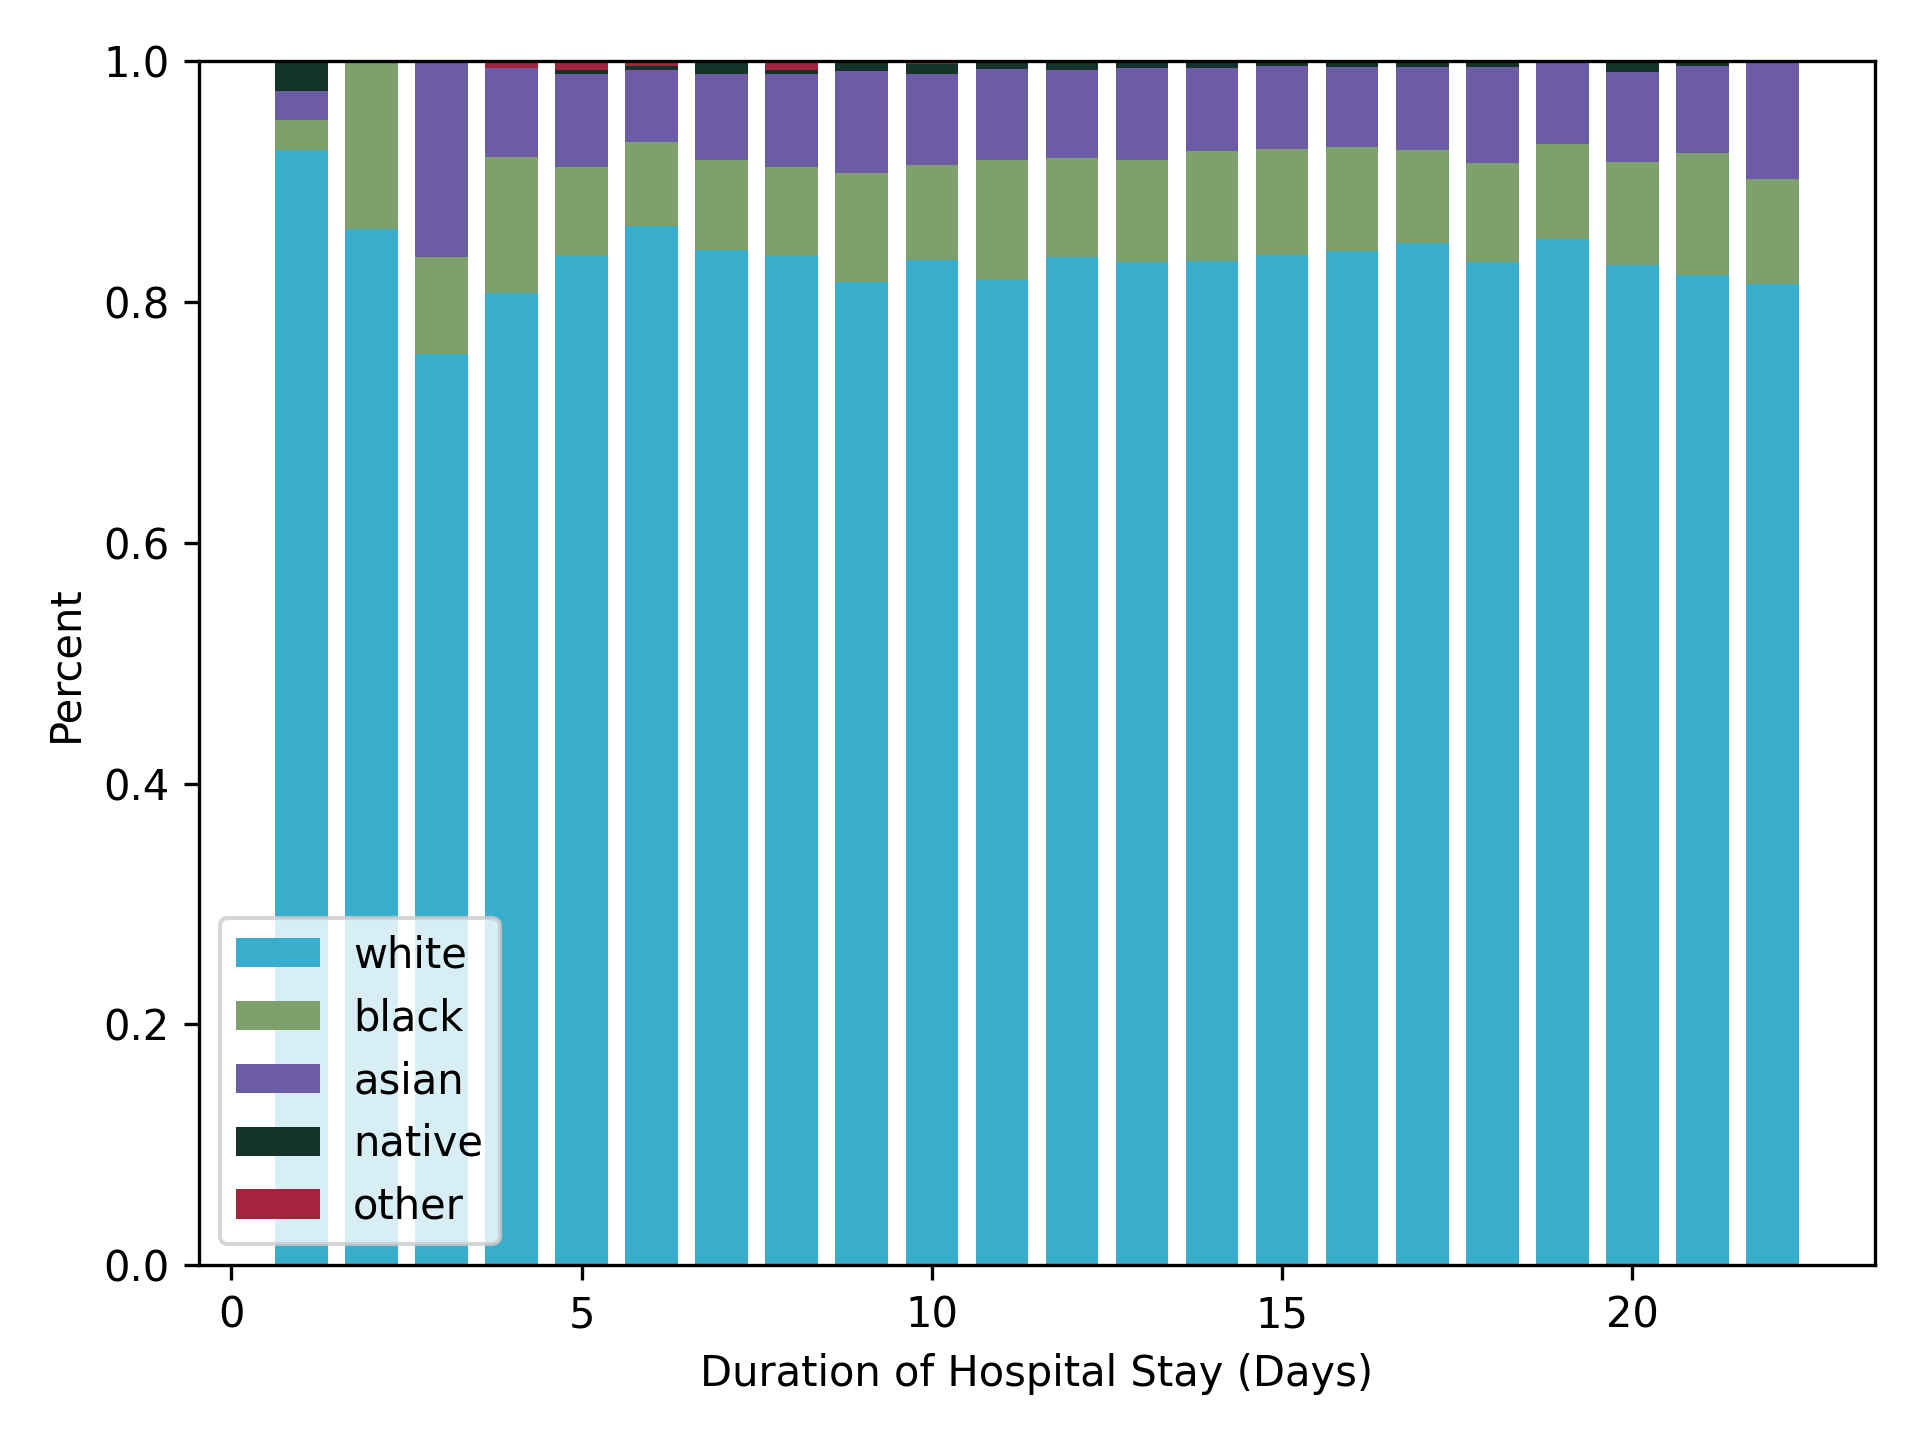 1.0
0.8
0.6
0.4
0.2
0.0
Percent
white
black
asian
native
other
0 5 10 15 20
Duration of Hospital Stay (Days)